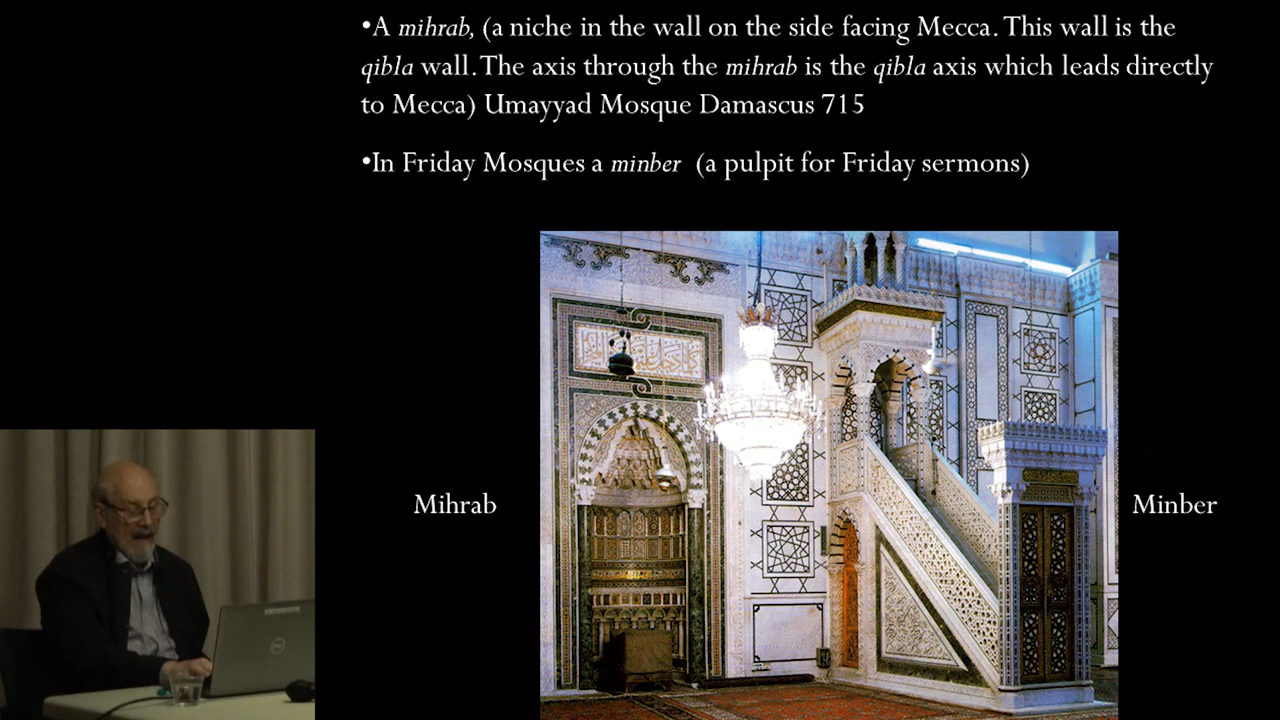 •A mihrab, (a niche in the wall on the side facing Mecca. This wall is the
qibla wall. The axis through the mihrab is the qibla axis which leads directly
to Mecca) Umayyad Mosque Damascus 715
•In Friday Mosques a minber (a pulpit for Friday sermons)
Mihrab
Minber
DELL